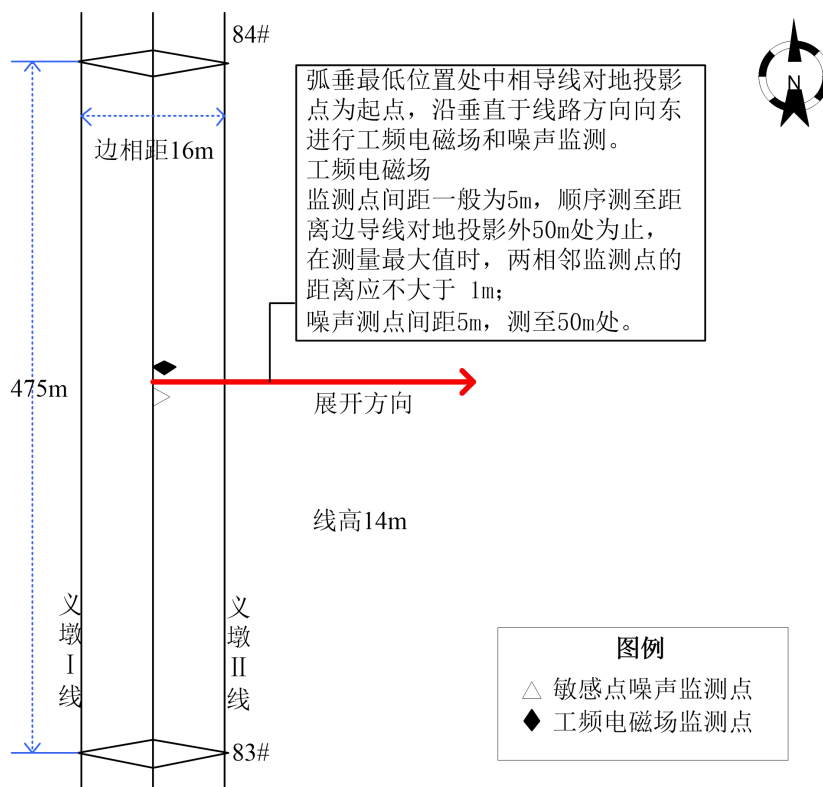 84#
N
边相距16m
弧垂最低位置处中相导线对地投影
点为起点，沿垂直于线路方向向东
进行工频电磁场和噪声监测。
工频电磁场
监测点间距一般为5m，顺序测至距
离边导线对地投影外50m处为止，
在测量最大值时，两相邻监测点的
距离应不大于 1m；
噪声测点间距5m，测至50m处。
475m
展开方向
线高14m
义墩Ⅰ线
义墩Ⅱ线
83#
图例
敏感点噪声监测点
工频电磁场监测点